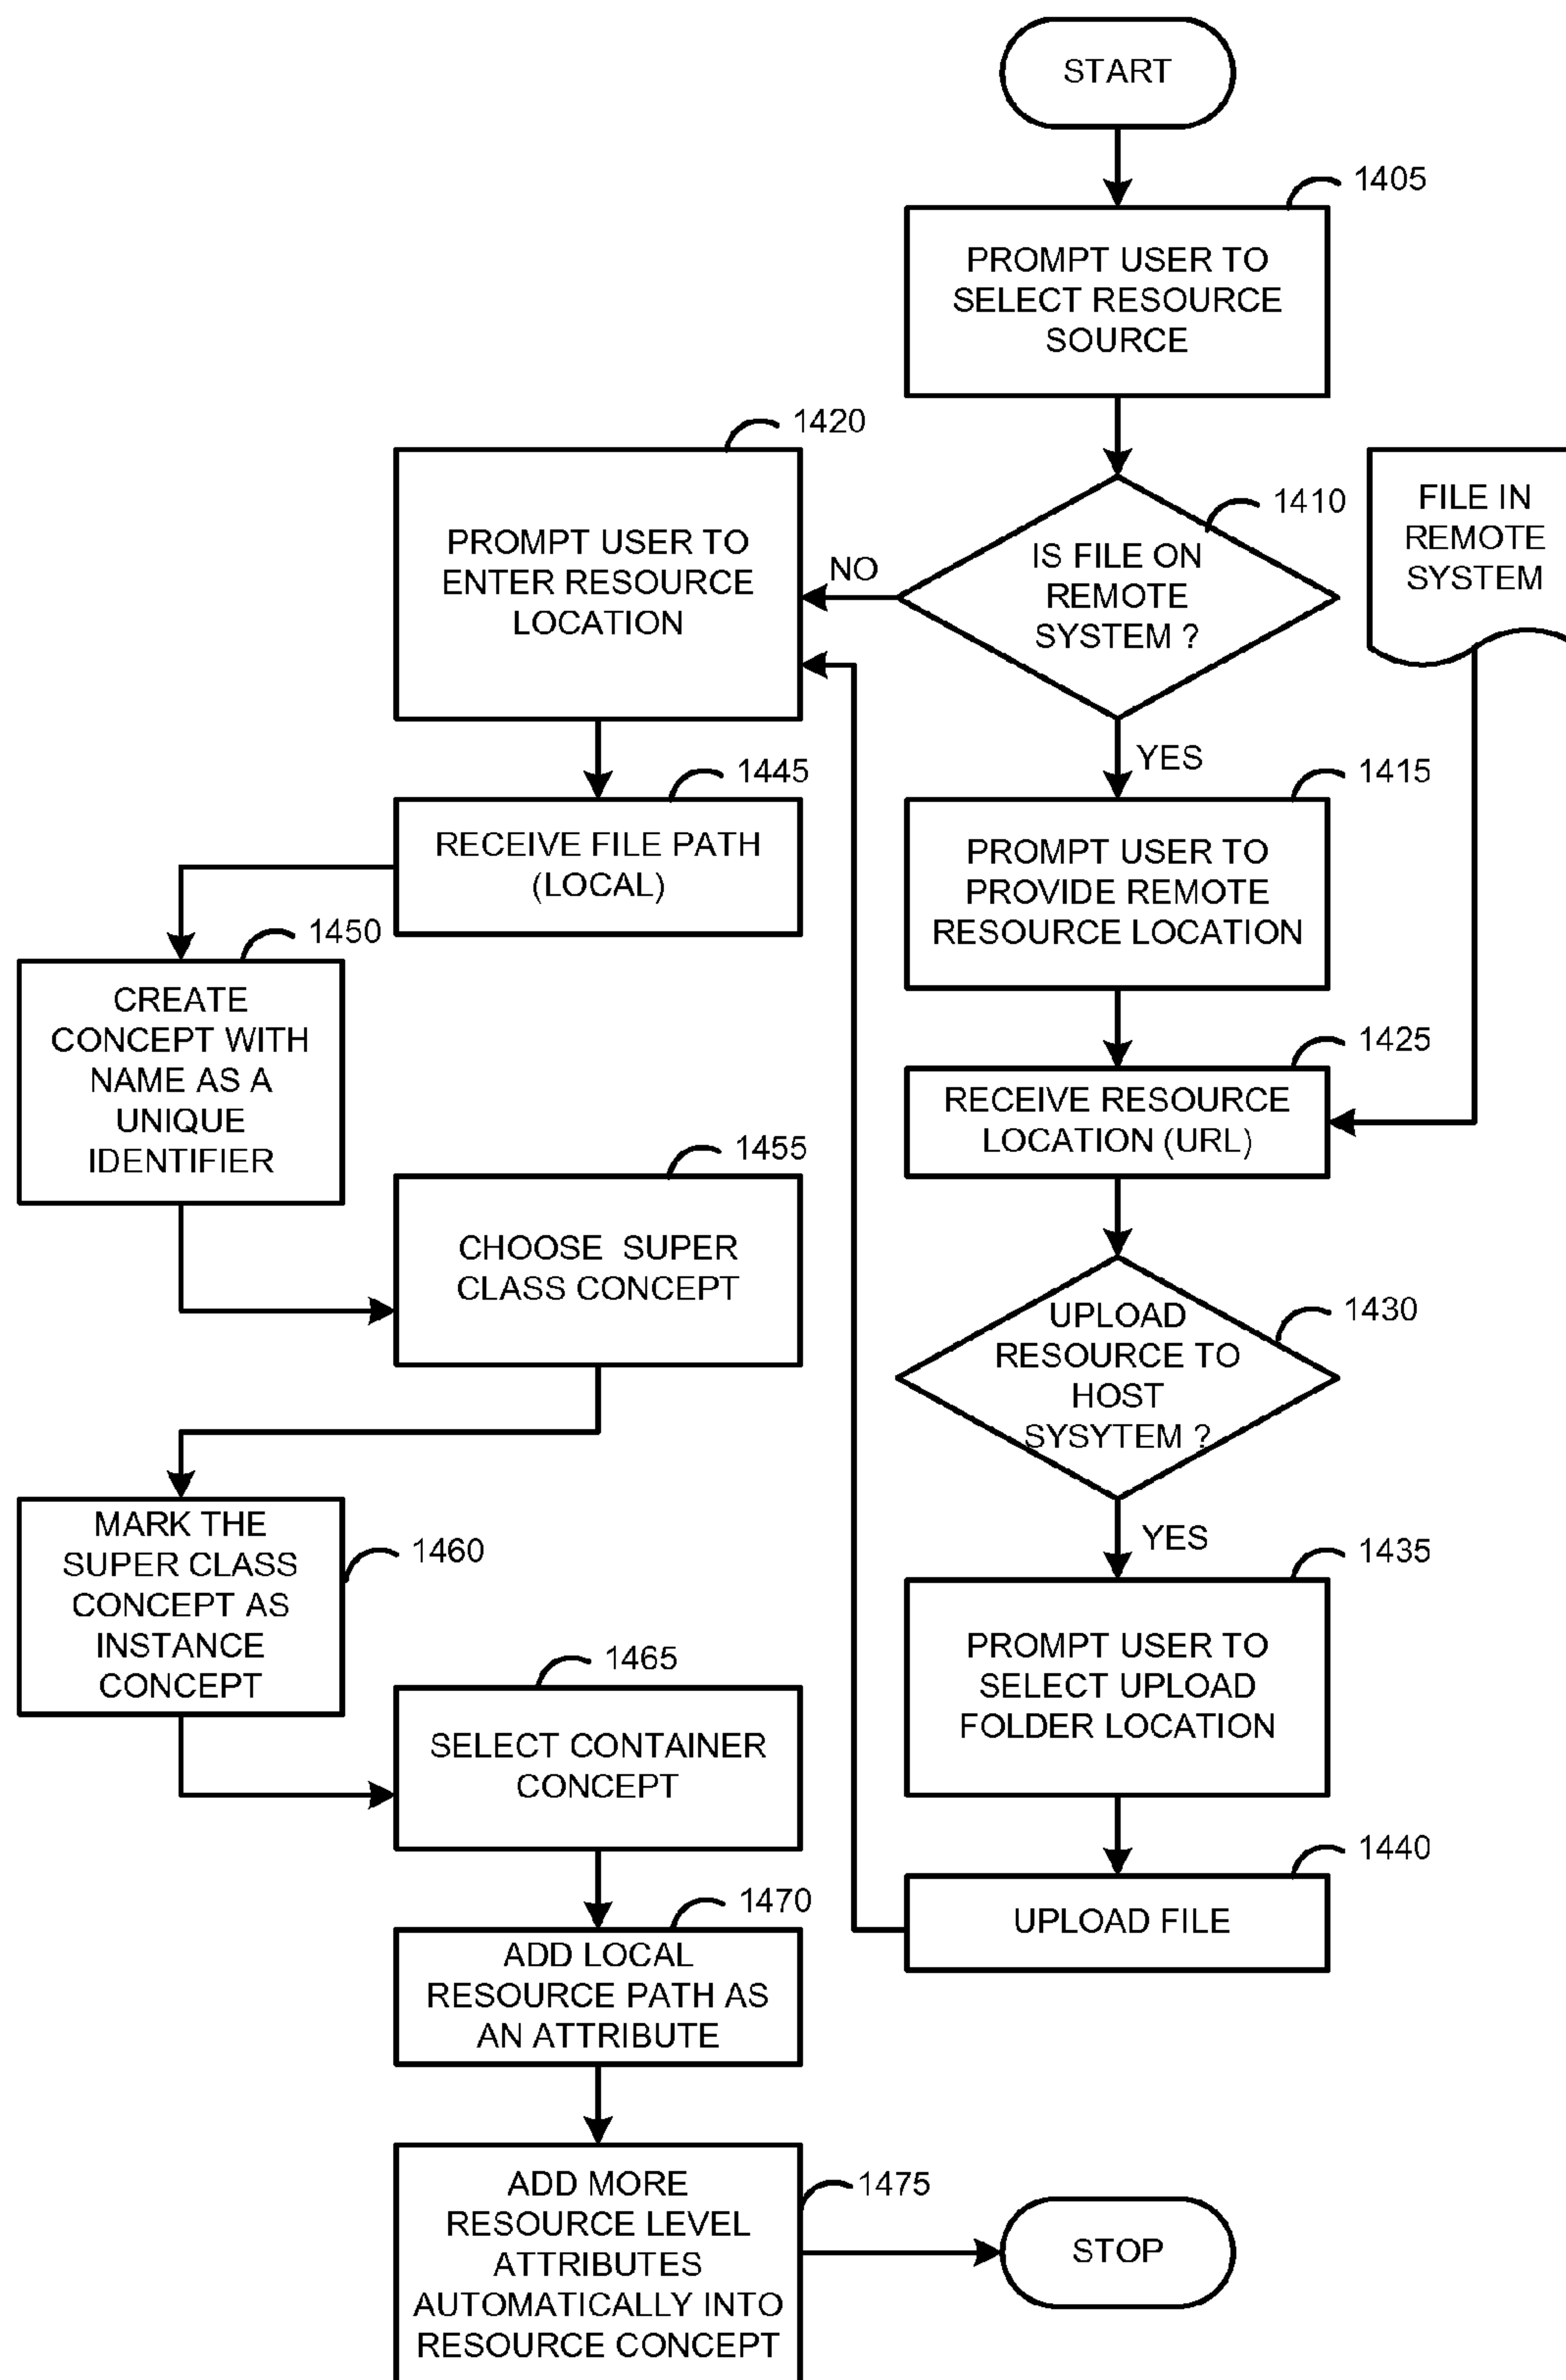 START
1405
PROMPT USER TO
SELECT RESOURCE
SOURCE
1420
PROMPT USER TO
ENTER RESOURCE
LOCATION
NO
1410
IS FILE ON
REMOTE
SYSTEM ?
FILE IN
REMOTE
SYSTEM
YES
1415
PROMPT USER TO
PROVIDE REMOTE
RESOURCE LOCATION
1445
RECEIVE FILE PATH
(LOCAL)
1450
CREATE
CONCEPT WITH
NAME AS A
UNIQUE
IDENTIFIER
1425
RECEIVE RESOURCE
LOCATION (URL)
1455
CHOOSE SUPER
CLASS CONCEPT
1430
UPLOAD
RESOURCE TO
HOST
SYSYTEM ?
YES
1460
MARK THE
SUPER CLASS
CONCEPT AS
INSTANCE
CONCEPT
1435
PROMPT USER TO
SELECT UPLOAD
FOLDER LOCATION
1465
SELECT CONTAINER
CONCEPT
1440
UPLOAD FILE
1470
ADD LOCAL
RESOURCE PATH AS
AN ATTRIBUTE
1475
ADD MORE
RESOURCE LEVEL
ATTRIBUTES
AUTOMATICALLY INTO
RESOURCE CONCEPT
STOP